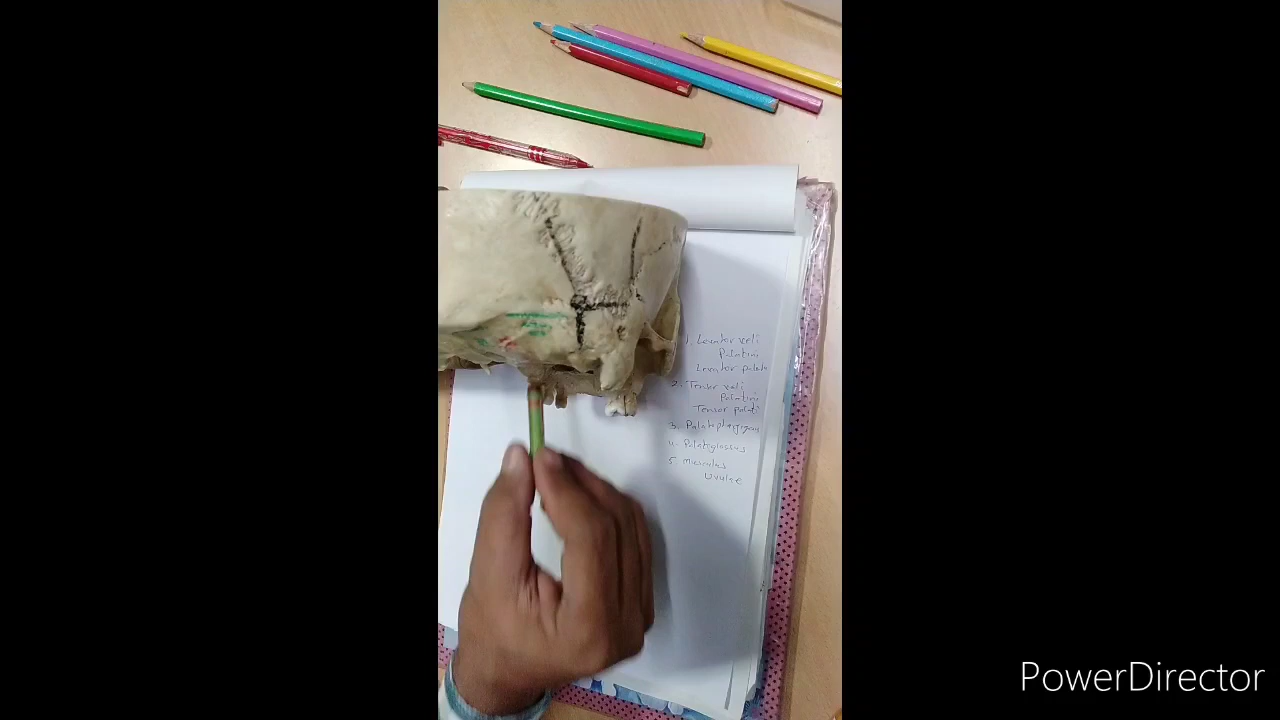 1. Levator veli
Palatini
Levator palati
2. Tensor veli
Palatini
Tensor palati
3. Palatopharyngeus
4. Palatoglossus
5. Musculus
uvulae
PowerDirector